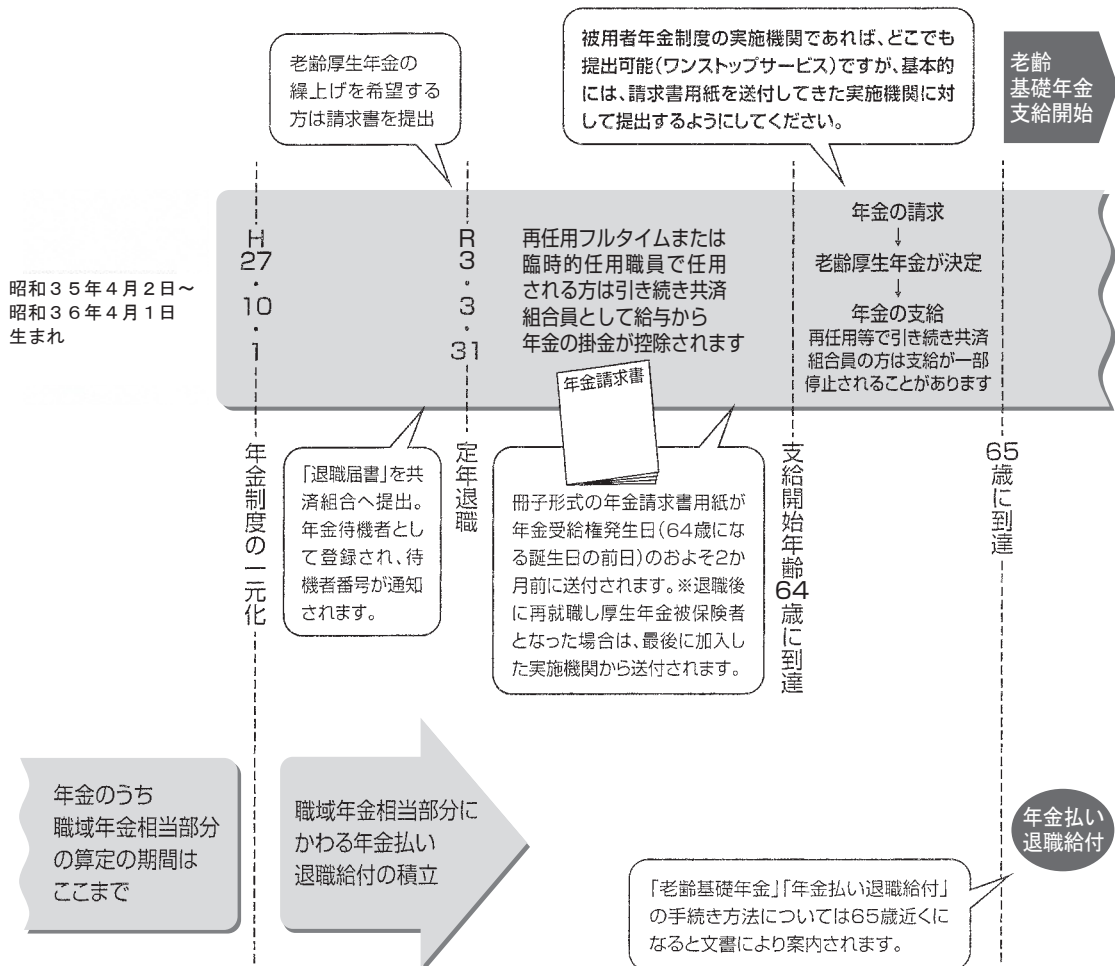 老齢厚生年金の
繰上げを希望する
方は請求書を提出
被用者年金制度の実施機関であれば、どこでも
提出可能(ワンストップサービス)ですが、基本的
には、請求書用紙を送付してきた実施機関に対
して提出するようにしてください。
老齢
基礎年金
支給開始
昭和35年4月2日～
昭和36年4月1日
生まれ
H27・10・1
R3・3・31
再任用フルタイムまたは
臨時的任用職員で任用
される方は引き続き共済
組合員として給与から
年金の掛金が控除されます
年金の請求
↓
老齢厚生年金が決定
↓
年金の支給
再任用等で引き続き共済
組合員の方は支給が一部
停止されることがあります
年金制度の一元化
「退職届書」を共
済組合へ提出。
年金待機者とし
て登録され、待
機者番号が通知
されます。
定年退職
年金請求書
冊子形式の年金請求書用紙が
年金受給権発生日(64歳にな
る誕生日の前日)のおよそ2か
月前に送付されます。※退職後
に再就職し厚生年金被保険者
となった場合は、最後に加入し
た実施機関から送付されます。
支給開始年齢64歳に到達
65歳に到達
年金のうち
職域年金相当部分
の算定の期間は
ここまで
職域年金相当部分に
かわる年金払い
退職給付の積立
年金払い
退職給付
「老齢基礎年金」「年金払い退職給付」
の手続き方法については65歳近くに
なると文書により案内されます。